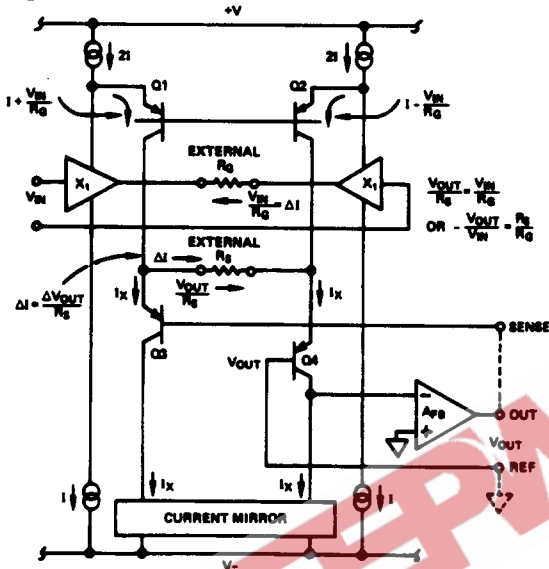 +V
2I
2I
Q1
Q2
I + VIN/RG
I - VIN/RG
EXTERNAL
RG
X1
X1
VIN
VIN/RG = ΔI
VOUT/RS = VIN/RG
OR - VOUT/VIN = RS/RG
EXTERNAL
RS
ΔI
VOUT/RS
IX
IX
ΔI = ΔVOUT/RS
SENSE
Q3
VOUT
Q4
-
AFB
+
OUT
VOUT
REF
IX
IX
I
I
CURRENT MIRROR
V-